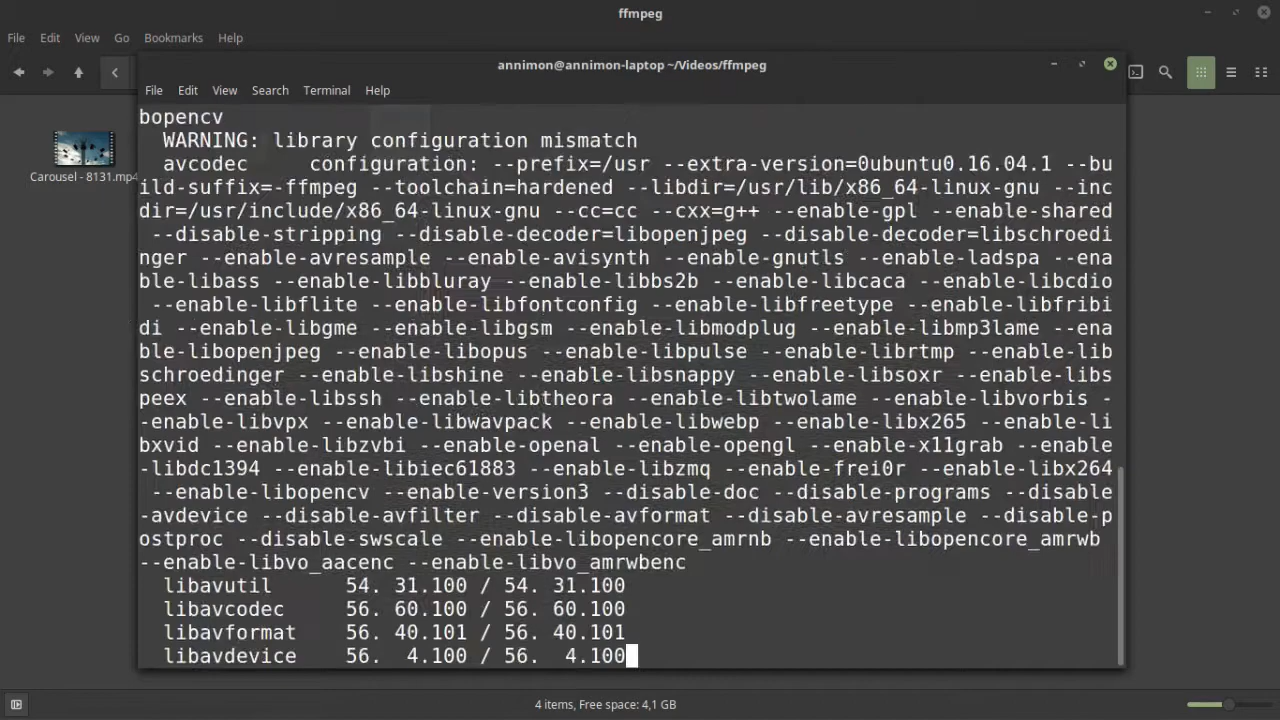 ffmpeg
File Edit View Go Bookmarks Help
annimon@annimon-laptop ~/Videos/ffmpeg
File Edit View Search Terminal Help
Carousel - 8131.mp4
bopencv
  WARNING: library configuration mismatch
  avcodec     configuration: --prefix=/usr --extra-version=0ubuntu0.16.04.1 --bu
ild-suffix=-ffmpeg --toolchain=hardened --libdir=/usr/lib/x86_64-linux-gnu --inc
dir=/usr/include/x86_64-linux-gnu --cc=cc --cxx=g++ --enable-gpl --enable-shared
 --disable-stripping --disable-decoder=libopenjpeg --disable-decoder=libschroedi
nger --enable-avresample --enable-avisynth --enable-gnutls --enable-ladspa --ena
ble-libass --enable-libbluray --enable-libbs2b --enable-libcaca --enable-libcdio
 --enable-libflite --enable-libfontconfig --enable-libfreetype --enable-libfribi
di --enable-libgme --enable-libgsm --enable-libmodplug --enable-libmp3lame --ena
ble-libopenjpeg --enable-libopus --enable-libpulse --enable-librtmp --enable-lib
schroedinger --enable-libshine --enable-libsnappy --enable-libsoxr --enable-libs
peex --enable-libssh --enable-libtheora --enable-libtwolame --enable-libvorbis -
-enable-libvpx --enable-libwavpack --enable-libwebp --enable-libx265 --enable-li
bxvid --enable-libzvbi --enable-openal --enable-opengl --enable-x11grab --enable
-libdc1394 --enable-libiec61883 --enable-libzmq --enable-frei0r --enable-libx264
 --enable-libopencv --enable-version3 --disable-doc --disable-programs --disable
-avdevice --disable-avfilter --disable-avformat --disable-avresample --disable-p
ostproc --disable-swscale --enable-libopencore_amrnb --enable-libopencore_amrwb
--enable-libvo_aacenc --enable-libvo_amrwbenc
  libavutil      54. 31.100 / 54. 31.100
  libavcodec     56. 60.100 / 56. 60.100
  libavformat    56. 40.101 / 56. 40.101
  libavdevice    56.  4.100 / 56.  4.100
4 items, Free space: 4,1 GB